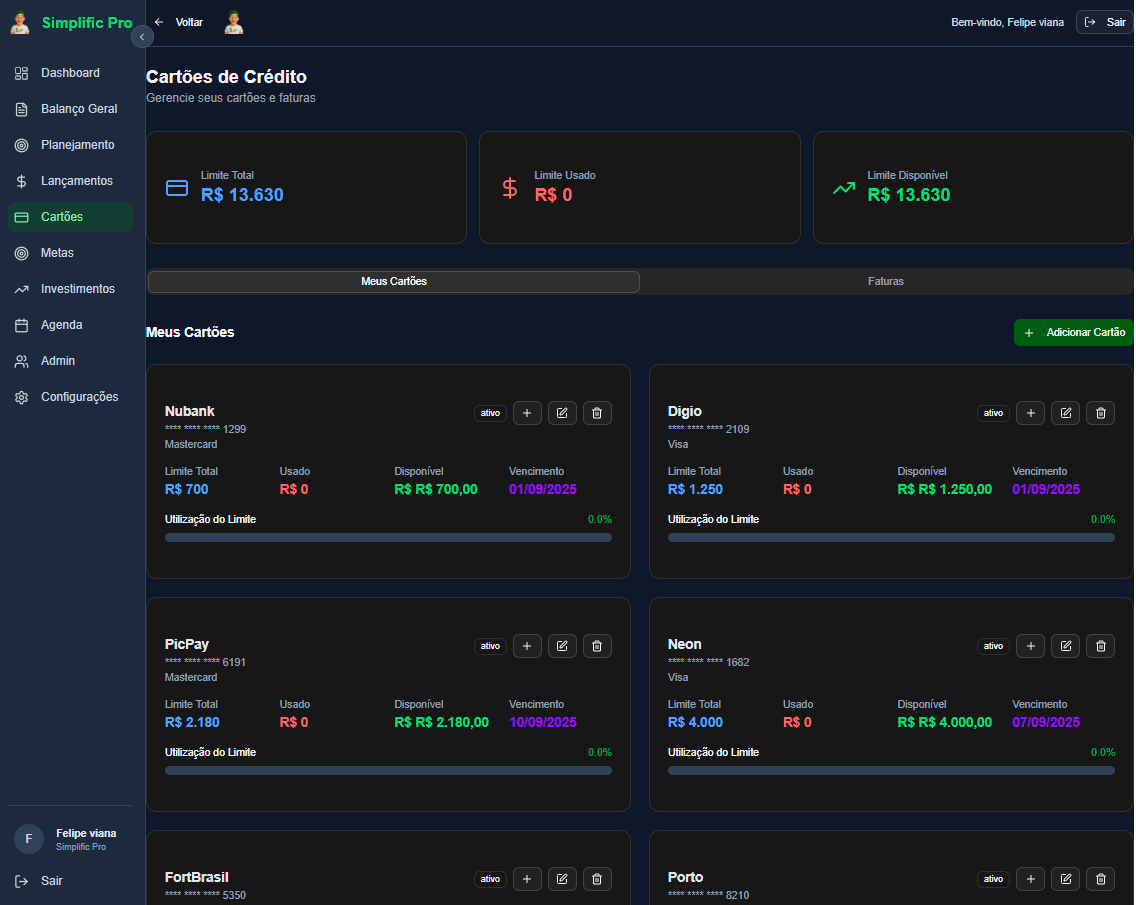 Simplific Pro
Voltar
Bem-vindo, Felipe viana
Sair
Dashboard
Balanço Geral
Planejamento
Lançamentos
Cartões
Metas
Investimentos
Agenda
Admin
Configurações
F
Felipe viana
Simplific Pro
Sair
Cartões de Crédito
Gerencie seus cartões e faturas
Limite Total
R$ 13.630
Limite Usado
R$ 0
Limite Disponível
R$ 13.630
Meus Cartões
Faturas
Meus Cartões
Adicionar Cartão
Nubank
ativo
**** **** **** 1299
Mastercard
Limite Total Usado Disponível Vencimento
R$ 700 R$ 0 R$ R$ 700,00 01/09/2025
Utilização do Limite 0.0%
Digio
ativo
**** **** **** 2109
Visa
Limite Total Usado Disponível Vencimento
R$ 1.250 R$ 0 R$ R$ 1.250,00 01/09/2025
Utilização do Limite 0.0%
PicPay
ativo
**** **** **** 6191
Mastercard
Limite Total Usado Disponível Vencimento
R$ 2.180 R$ 0 R$ R$ 2.180,00 10/09/2025
Utilização do Limite 0.0%
Neon
ativo
**** **** **** 1682
Visa
Limite Total Usado Disponível Vencimento
R$ 4.000 R$ 0 R$ R$ 4.000,00 07/09/2025
Utilização do Limite 0.0%
FortBrasil
ativo
**** **** **** 5350
Porto
ativo
**** **** **** 8210